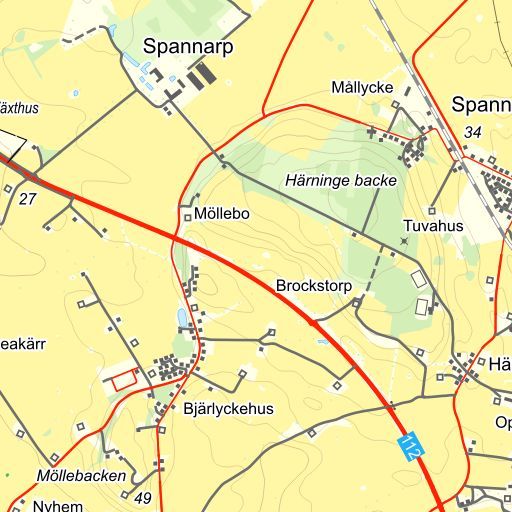 Spannarp
Mållycke
Spann
äxthus
34
Härninge backe
27
Möllebo
Tuvahus
Brockstorp
eakärr
Hä
Bjärlyckehus
Op
112
Möllebacken
49
Nyhem